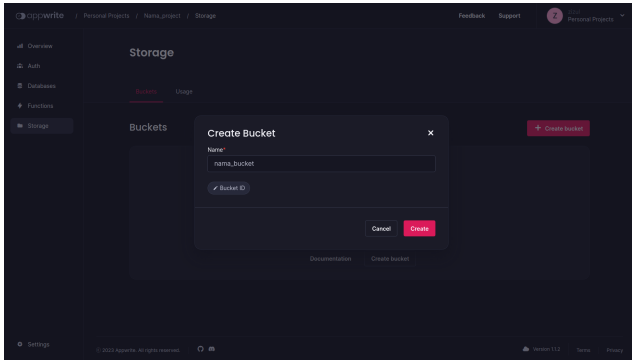 appwrite / Personal Projects / Nama_project / Storage
Feedback Support Z Personal Projects
Overview
Auth
Databases
Functions
Storage
Storage
Buckets Usage
Buckets
+ Create bucket
Create Bucket
Name*
nama_bucket
Bucket ID
Cancel Create
Documentation Create bucket
Settings
© 2023 Appwrite. All rights reserved.
Version 1.1.2 Terms Privacy